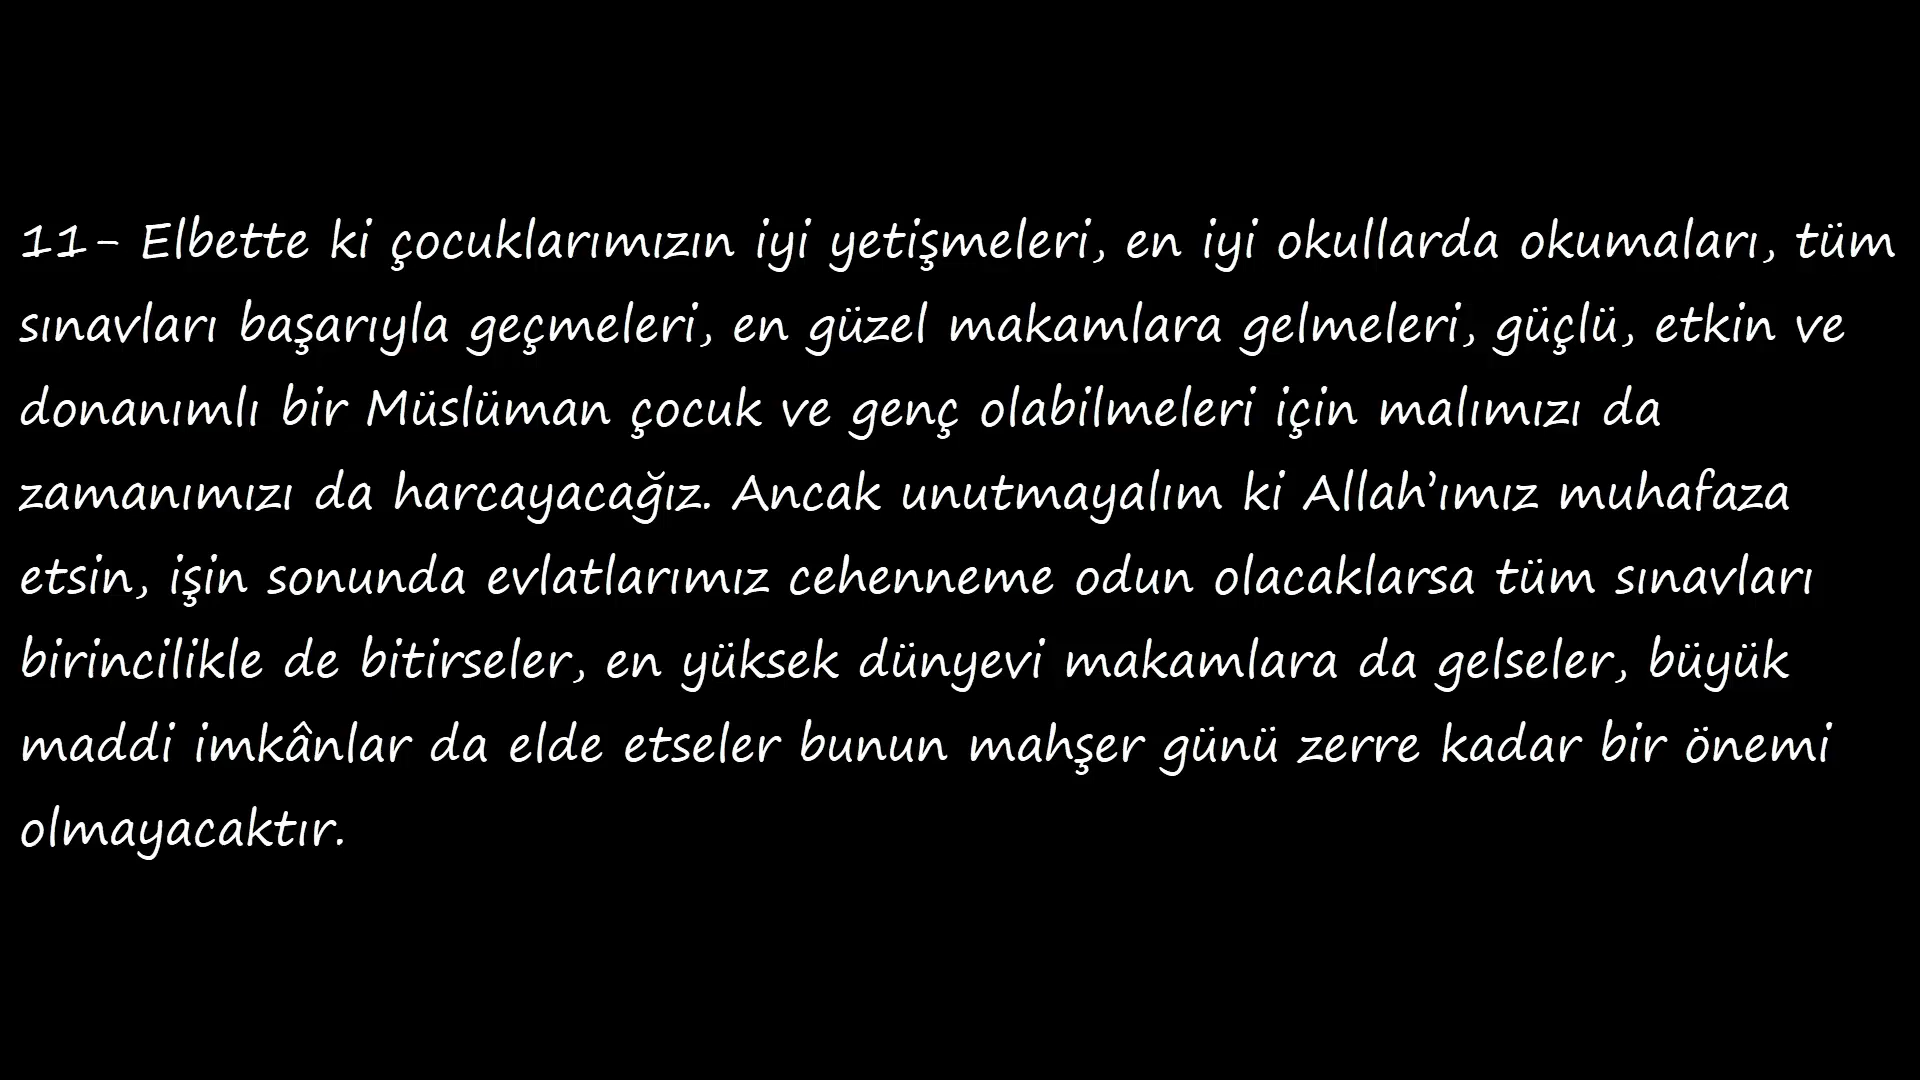 11- Elbette ki çocuklarımızın iyi yetişmeleri, en iyi okullarda okumaları, tüm
sınavları başarıyla geçmeleri, en güzel makamlara gelmeleri, güçlü, etkin ve
donanımlı bir Müslüman çocuk ve genç olabilmeleri için malımızı da
zamanımızı da harcayacağız. Ancak unutmayalım ki Allah’ımız muhafaza
etsin, işin sonunda evlatlarımız cehenneme odun olacaklarsa tüm sınavları
birincilikle de bitirseler, en yüksek dünyevi makamlara da gelseler, büyük
maddi imkânlar da elde etseler bunun mahşer günü zerre kadar bir önemi
olmayacaktır.